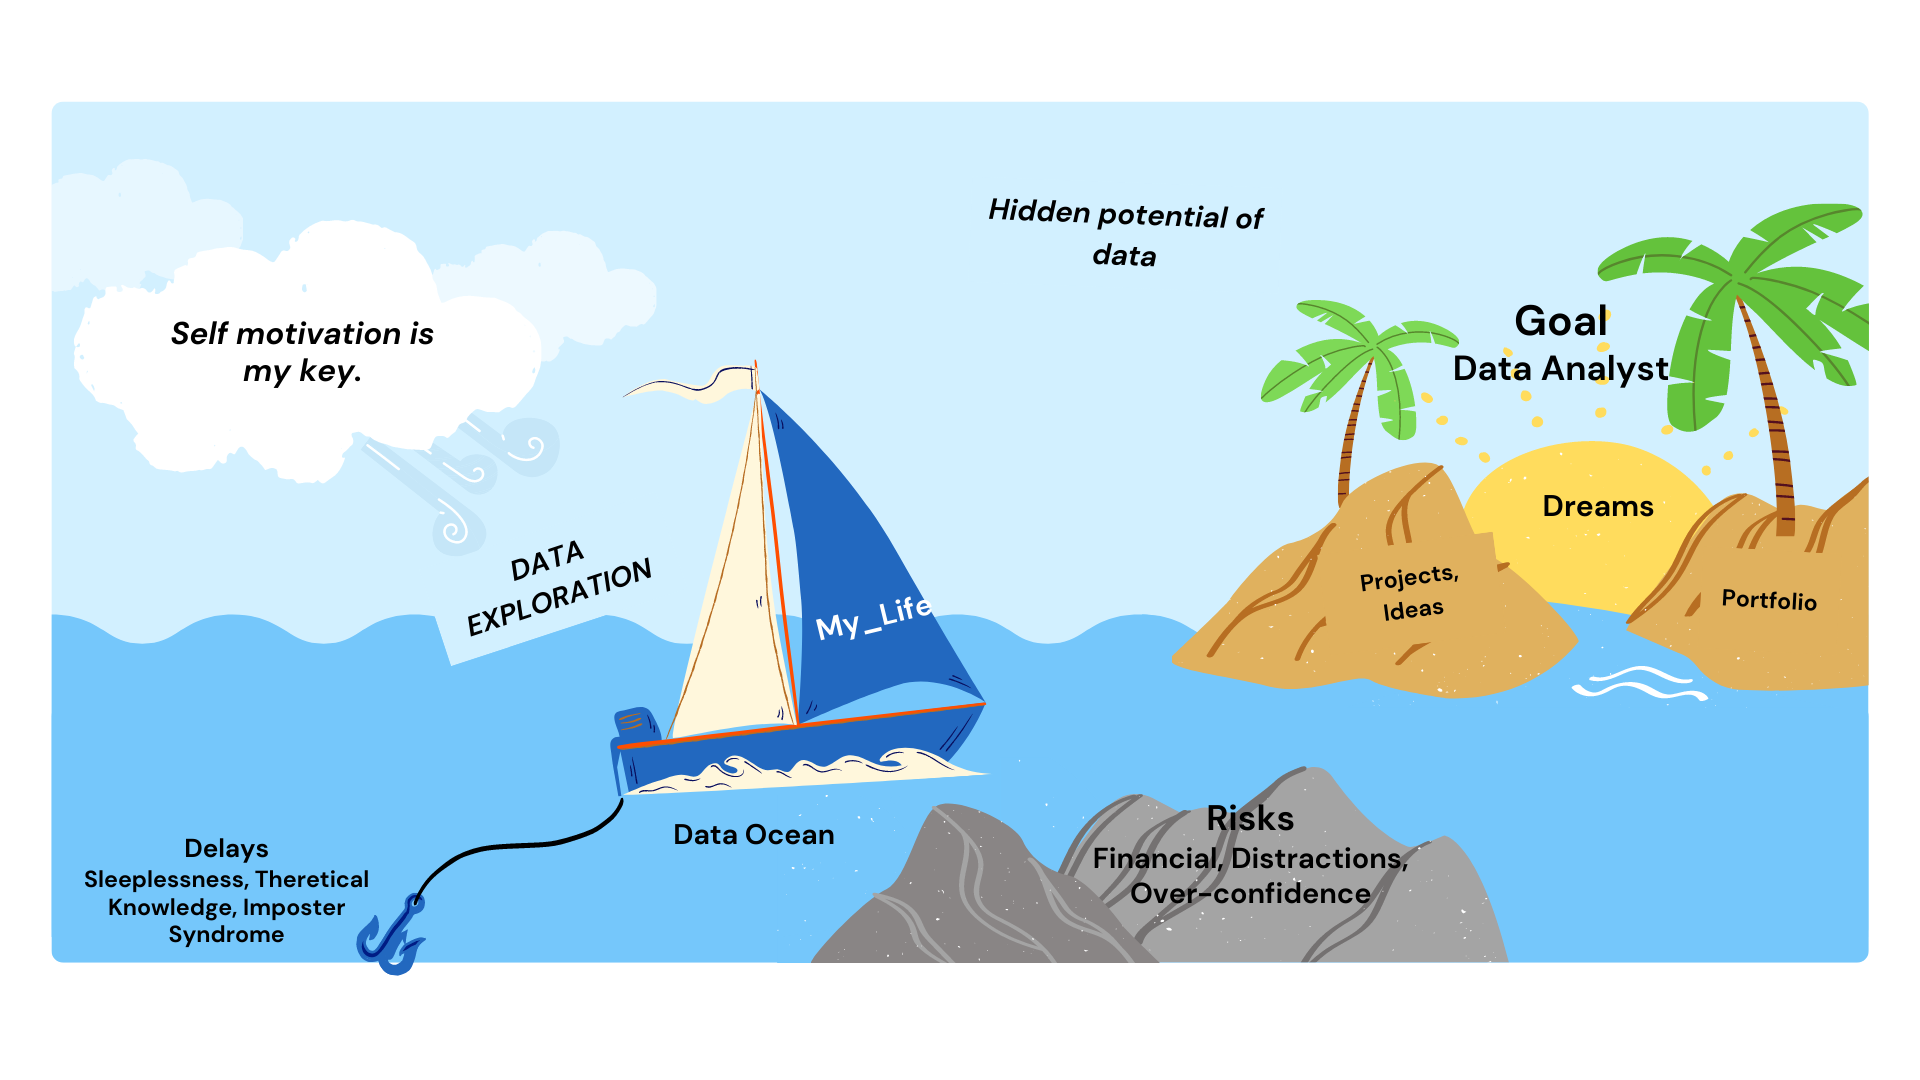 Hidden potential of
data
Self motivation is
my key.
Goal
Data Analyst
Dreams
DATA
EXPLORATION
My_Life
Projects,
Ideas
Portfolio
Data Ocean
Risks
Financial, Distractions,
Over-confidence
Delays
Sleeplessness, Theretical
Knowledge, Imposter
Syndrome